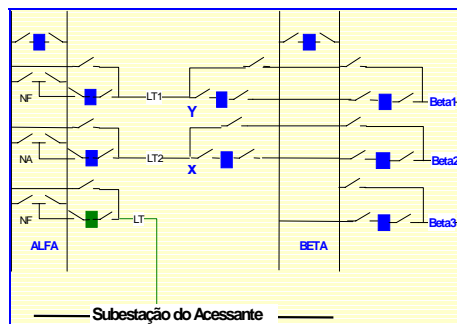 NF
LT1
Y
Beta1
NA
LT2
X
Beta2
NF
LT
Beta3
ALFA
BETA
Subestação do Acessante